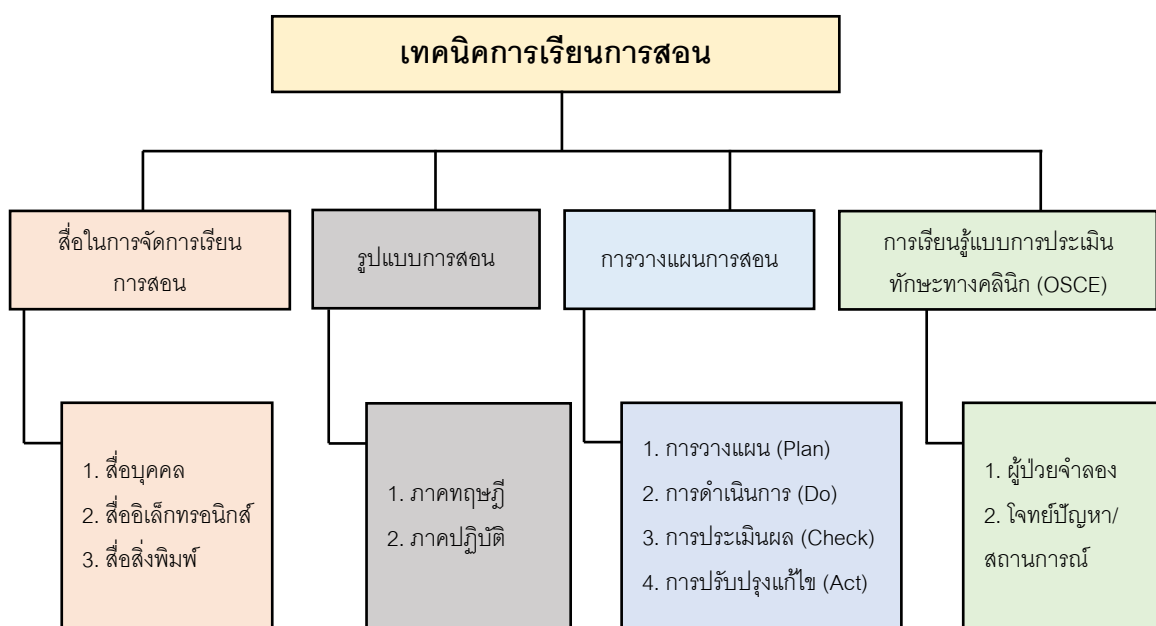 เทคนิคการเรียนการสอน
สื่อในการจัดการเรียน
การสอน
รูปแบบการสอน
การวางแผนการสอน
การเรียนรู้แบบการประเมิน
ทักษะทางคลินิก (OSCE)
1. สื่อบุคคล
2. สื่ออิเล็กทรอนิกส์
3. สื่อสิ่งพิมพ์
1. ภาคทฤษฎี
2. ภาคปฏิบัติ
1. การวางแผน (Plan)
2. การดำเนินการ (Do)
3. การประเมินผล (Check)
4. การปรับปรุงแก้ไข (Act)
1. ผู้ป่วยจำลอง
2. โจทย์ปัญหา/
สถานการณ์